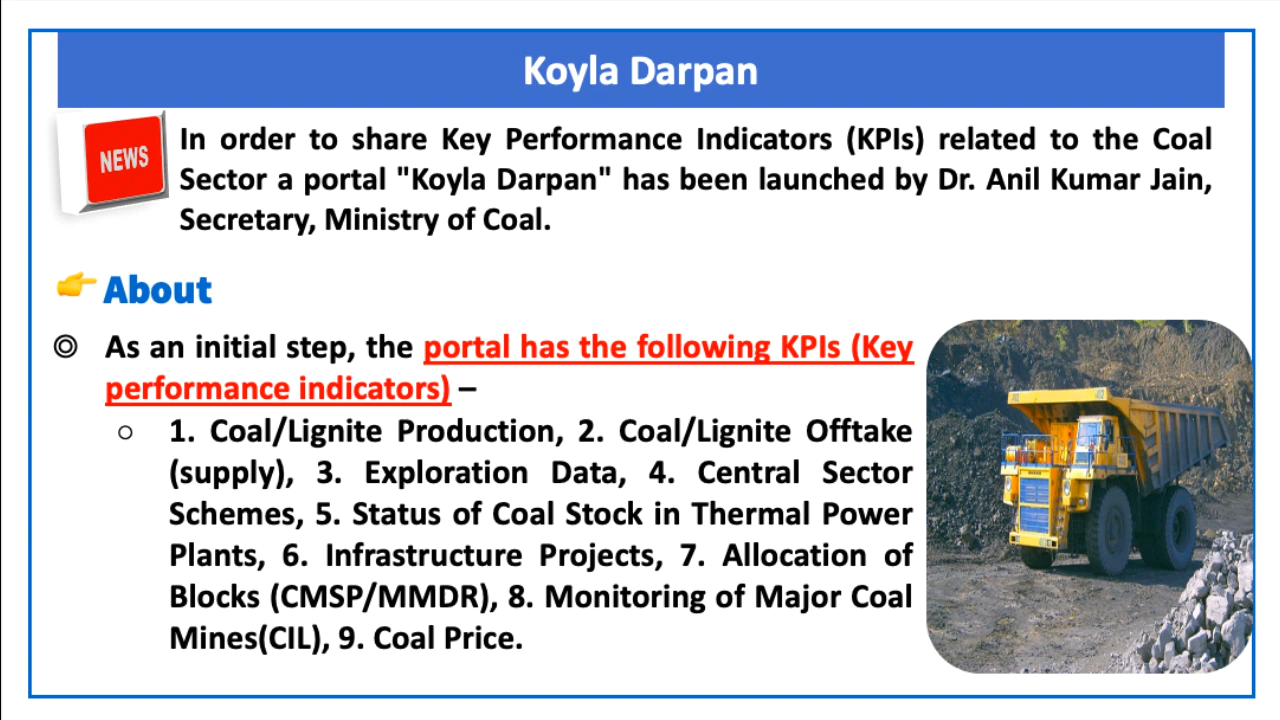 Koyla Darpan
NEWS
In order to share Key Performance Indicators (KPIs) related to the Coal
Sector a portal "Koyla Darpan" has been launched by Dr. Anil Kumar Jain,
Secretary, Ministry of Coal.
About
As an initial step, the portal has the following KPIs (Key
performance indicators) –
1. Coal/Lignite Production, 2. Coal/Lignite Offtake
(supply), 3. Exploration Data, 4. Central Sector
Schemes, 5. Status of Coal Stock in Thermal Power
Plants, 6. Infrastructure Projects, 7. Allocation of
Blocks (CMSP/MMDR), 8. Monitoring of Major Coal
Mines(CIL), 9. Coal Price.